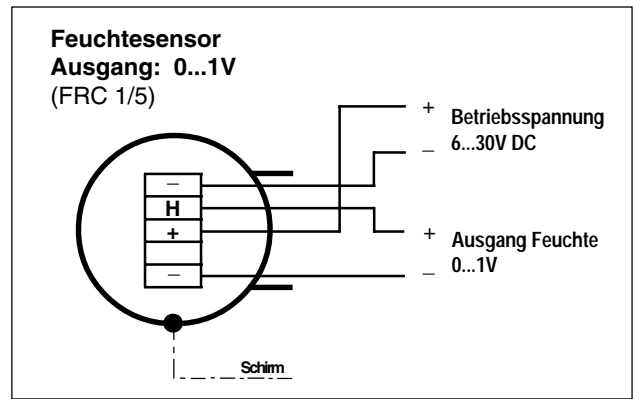 Feuchtesensor
Ausgang: 0...1V
(FRC 1/5)
+ Betriebsspannung
– 6...30V DC
–
H
+
–
+ Ausgang Feuchte
– 0...1V
Schirm